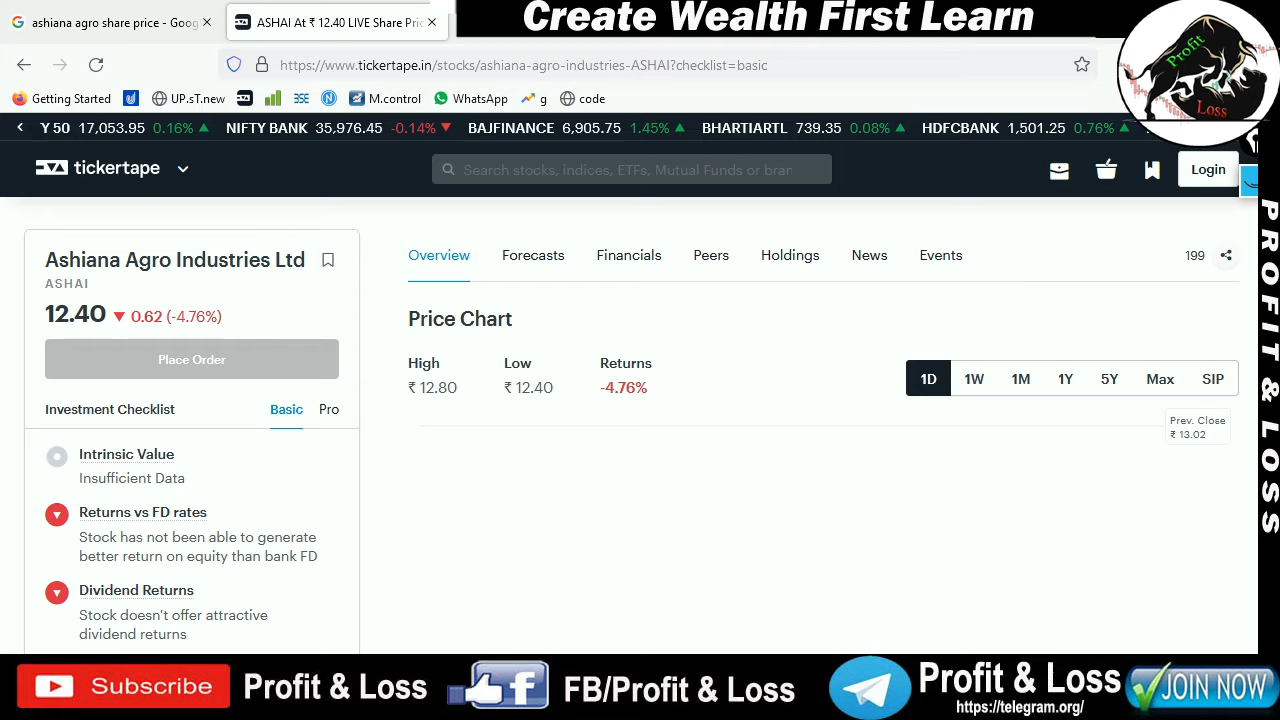 Create Wealth First Learn
ashiana agro share price - Goog
ASHAI At ₹ 12.40 LIVE Share Pric
https://www.tickertape.in/stocks/ashiana-agro-industries-ASHAI?checklist=basic
Getting Started UP.sT.new M.control WhatsApp g code
Y 50 17,053.95 0.16% NIFTY BANK 35,976.45 -0.14% BAJFINANCE 6,905.75 1.45% BHARTIARTL 739.35 0.08% HDFCBANK 1,501.25 0.76%
Profit
Loss
tickertape
Search stocks, indices, ETFs, Mutual Funds or bran
Login
Ashiana Agro Industries Ltd
ASHAI
12.40 0.62 (-4.76%)
Place Order
Investment Checklist Basic Pro
Intrinsic Value
Insufficient Data
Returns vs FD rates
Stock has not been able to generate
better return on equity than bank FD
Dividend Returns
Stock doesn't offer attractive
dividend returns
Overview Forecasts Financials Peers Holdings News Events
199
Price Chart
High Low Returns
₹ 12.80 ₹ 12.40 -4.76%
1D 1W 1M 1Y 5Y Max SIP
Prev. Close
₹ 13.02
PROFIT & LOSS
Subscribe
Profit & Loss
FB/Profit & Loss
Profit & Loss
https://telegram.org/
JOIN NOW